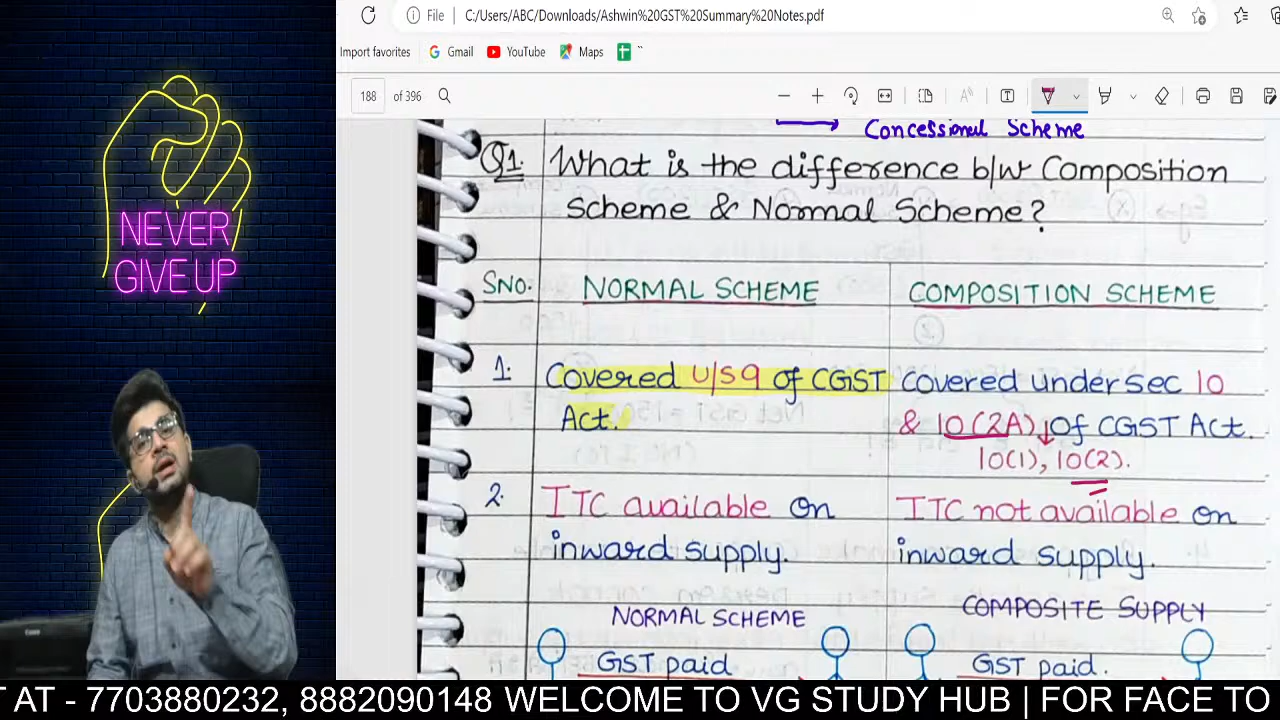 File C:/Users/ABC/Downloads/Ashwin%20GST%20Summary%20Notes.pdf
Import favorites Gmail YouTube Maps
188 of 396
Concessional Scheme
Q1. What is the difference b/w Composition
Scheme & Normal Scheme?
SNO. NORMAL SCHEME COMPOSITION SCHEME
1. Covered U/S 9 of CGST Act.
Covered under sec 10
& 10(2A) of CGST Act.
10(1), 10(2).
2. ITC available on
inward supply.
ITC not available on
inward supply.
NORMAL SCHEME COMPOSITE SUPPLY
GST paid GST paid.
NEVER
GIVE UP
T AT - 7703880232, 8882090148 WELCOME TO VG STUDY HUB | FOR FACE TO